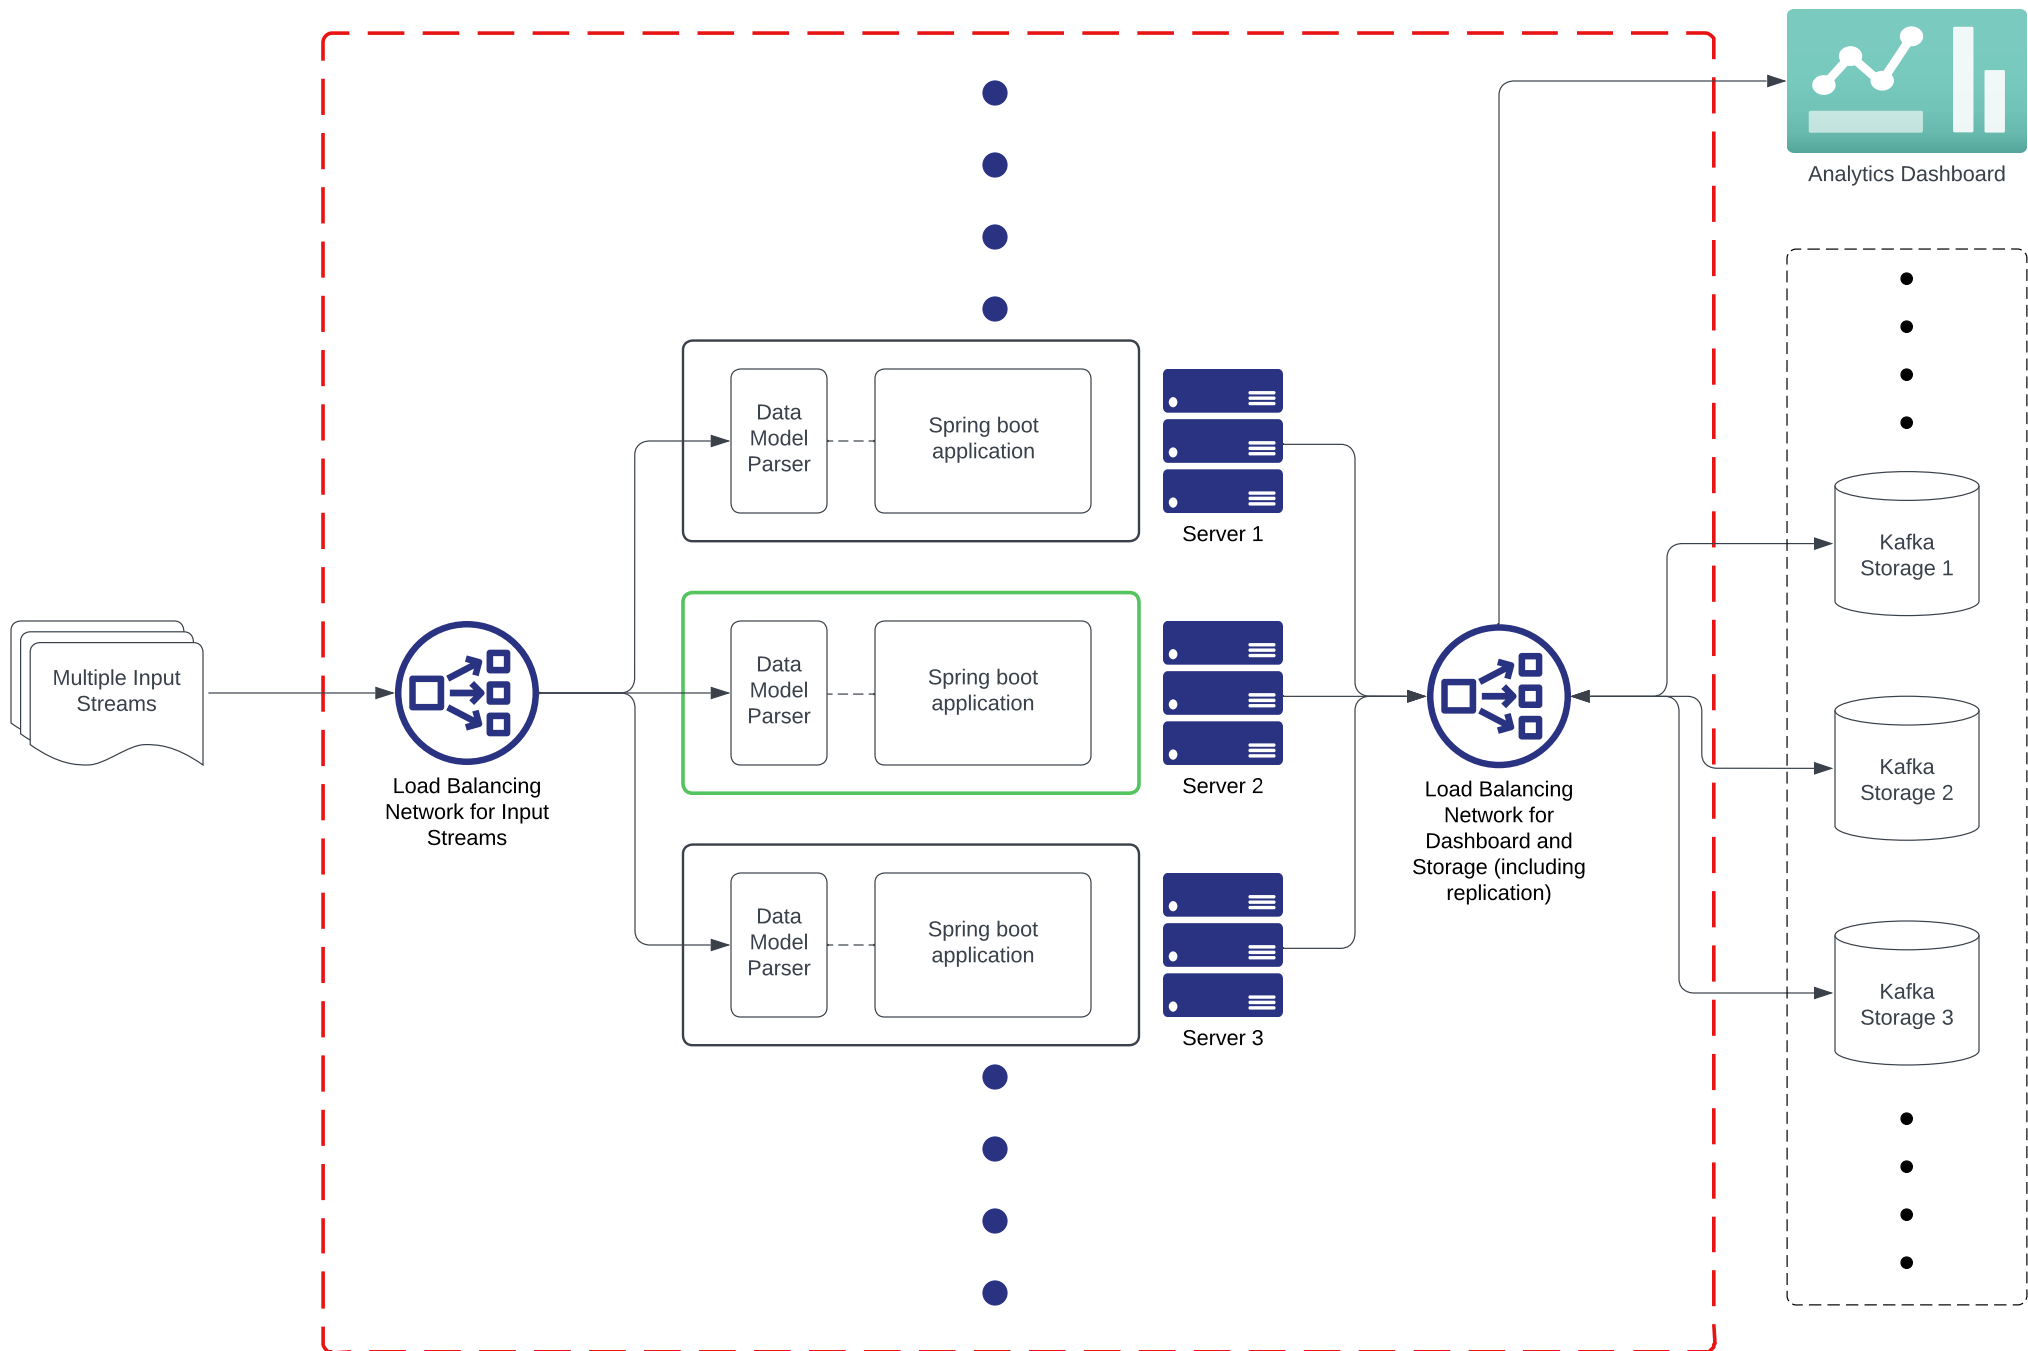 Analytics Dashboard
Data
Model
Parser
Spring boot
application
Server 1
Kafka
Storage 1
Multiple Input
Streams
Load Balancing
Network for Input
Streams
Data
Model
Parser
Spring boot
application
Server 2
Load Balancing
Network for
Dashboard and
Storage (including
replication)
Kafka
Storage 2
Data
Model
Parser
Spring boot
application
Server 3
Kafka
Storage 3